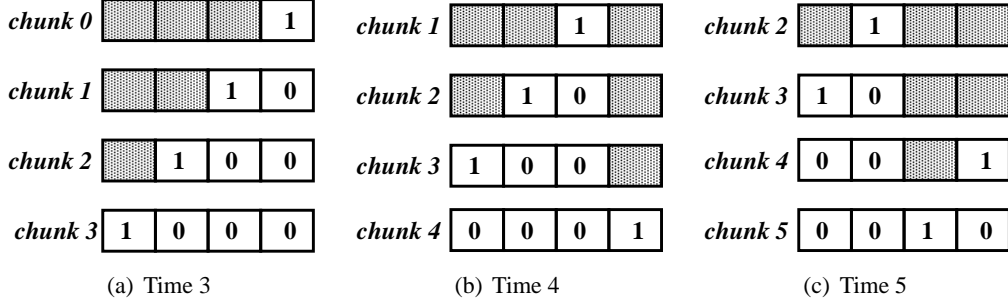 chunk 0 1
chunk 1 1 0
chunk 2 1 0 0
chunk 3 1 0 0 0
(a) Time 3
chunk 1 1
chunk 2 1 0
chunk 3 1 0 0
chunk 4 0 0 0 1
(b) Time 4
chunk 2 1
chunk 3 1 0
chunk 4 0 0 1
chunk 5 0 0 1 0
(c) Time 5